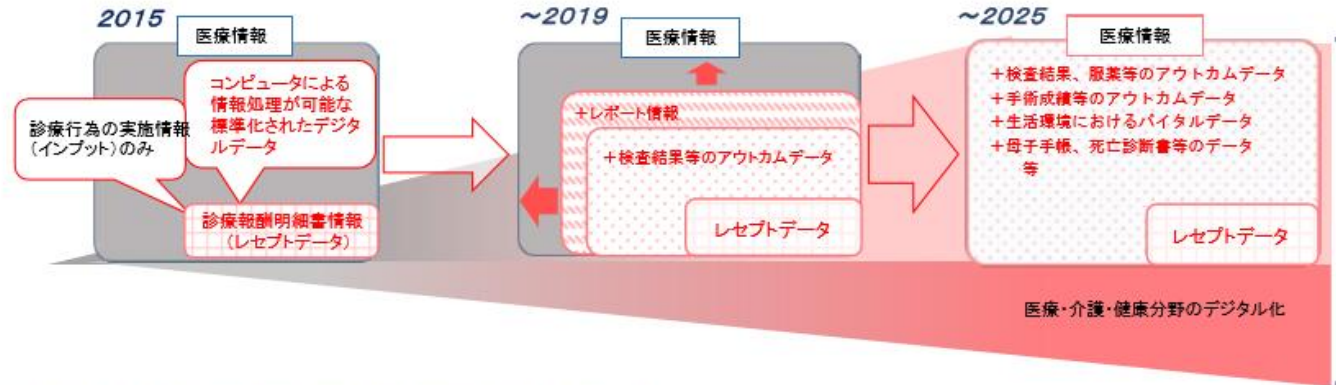 2015
医療情報
診療行為の実施情報
(インプット)のみ
コンピュータによる
情報処理が可能な
標準化されたデジタ
ルデータ
診療報酬明細書情報
(レセプトデータ)
~2019
医療情報
+レポート情報
+検査結果等のアウトカムデータ
レセプトデータ
~2025
医療情報
+検査結果、服薬等のアウトカムデータ
+手術成績等のアウトカムデータ
+生活環境におけるバイタルデータ
+母子手帳、死亡診断書等のデータ
等
レセプトデータ
医療・介護・健康分野のデジタル化